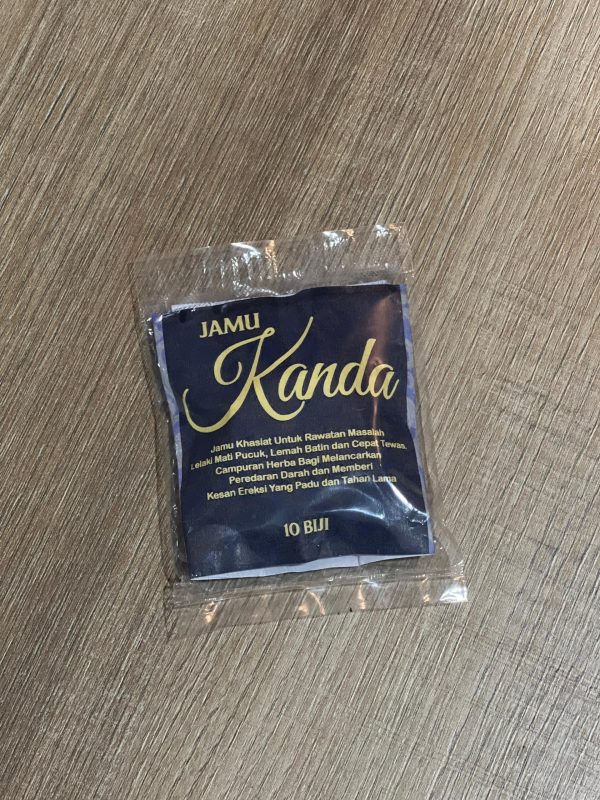 JAMU
Kanda
Jamu Khasiat Untuk Rawatan Masalah
Lelaki Mati Pucuk, Lemah Batin dan Cepat Tewas.
Campuran Herba Bagi Melancarkan
Peredaran Darah dan Memberi
Kesan Ereksi Yang Padu dan Tahan Lama
10 BIJI